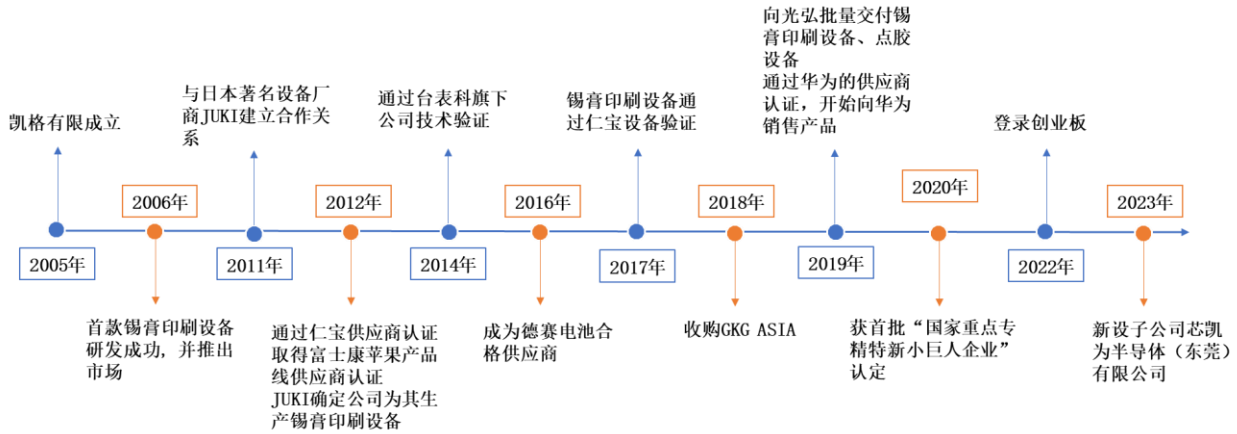 凯格有限成立
2005年
2006年
首款锡膏印刷设备
研发成功, 并推出
市场
与日本著名设备厂
商JUKI建立合作关
系
2011年
2012年
通过仁宝供应商认证
取得富士康苹果产品
线供应商认证
JUKI确定公司为其生
产锡膏印刷设备
通过台表科旗下
公司技术验证
2014年
2016年
成为德赛电池合
格供应商
锡膏印刷设备通
过仁宝设备验证
2017年
2018年
收购GKG ASIA
向光弘批量交付锡
膏印刷设备、点胶
设备
通过华为的供应商
认证，开始向华为
销售产品
2019年
2020年
获首批“国家重点专
精特新小巨人企业”
认定
登录创业板
2022年
2023年
新设子公司芯凯
为半导体（东莞）
有限公司